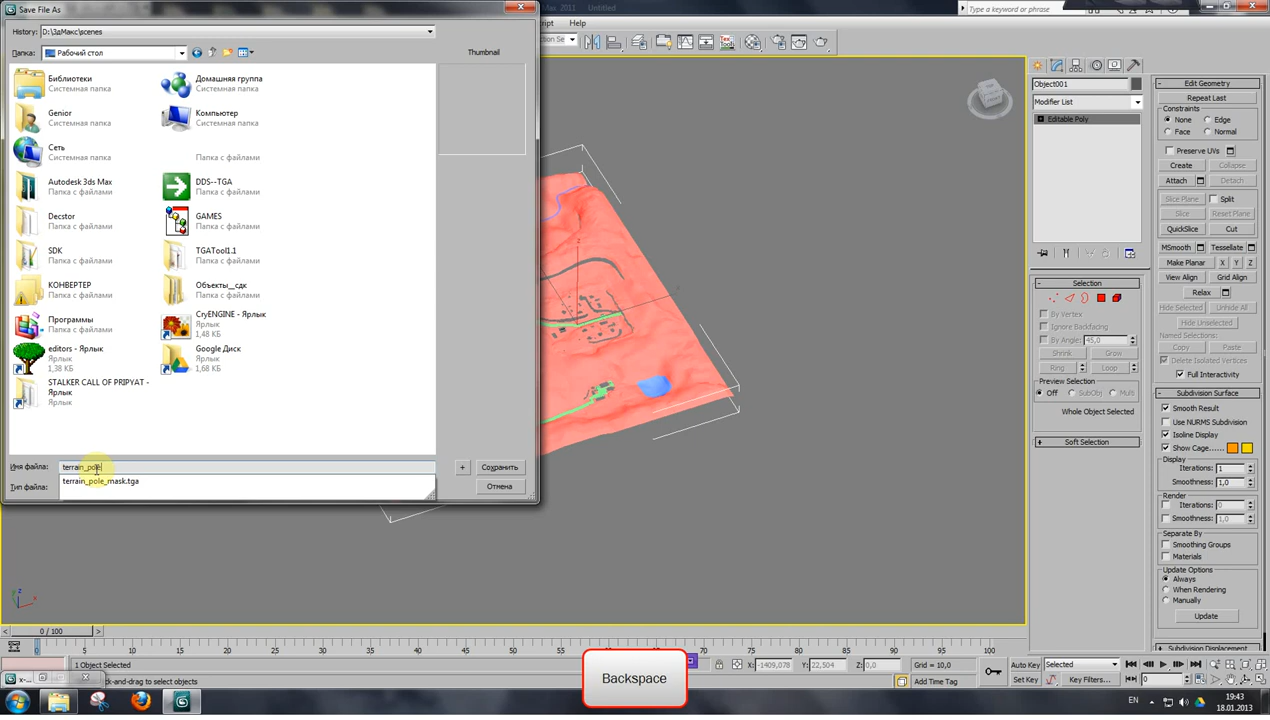 Save File As
Max 2011
Untitled
Type a keyword or phrase
History:
D:\3дМакс\scenes
Help
Папка:
Рабочий стол
Thumbnail
Библиотеки
Системная папка
Домашняя группа
Системная папка
Genior
Системная папка
Компьютер
Системная папка
Сеть
Системная папка
Папка с файлами
Autodesk 3ds Max
Папка с файлами
DDS--TGA
Папка с файлами
Decstor
Папка с файлами
GAMES
Папка с файлами
SDK
Папка с файлами
TGATool1.1
Папка с файлами
КОНВЕРТЕР
Папка с файлами
Объекты__сдк
Папка с файлами
Программы
Папка с файлами
CryENGINE - Ярлык
Ярлык
1,48 КБ
editors - Ярлык
Ярлык
1,38 КБ
Google Диск
Ярлык
1,68 КБ
STALKER CALL OF PRIPYAT -
Ярлык
Ярлык
Имя файла:
terrain_pole
+
Сохранить
Тип файла:
terrain_pole_mask.tga
Отмена
Object001
Modifier List
Editable Poly
Selection
By Vertex
Ignore Backfacing
By Angle:
45,0
Shrink
Grow
Ring
Loop
Preview Selection
Off
SubObj
Multi
Whole Object Selected
Soft Selection
Edit Geometry
Repeat Last
Constraints
None
Edge
Face
Normal
Preserve UVs
Create
Collapse
Attach
Detach
Slice Plane
Split
Slice
Reset Plane
QuickSlice
Cut
MSmooth
Tessellate
Make Planar
X
Y
Z
View Align
Grid Align
Relax
Hide Selected
Unhide All
Hide Unselected
Named Selections:
Copy
Paste
Delete Isolated Vertices
Full Interactivity
Subdivision Surface
Smooth Result
Use NURMS Subdivision
Isoline Display
Show Cage
Display
Iterations:
1
Smoothness:
1,0
Render
Iterations:
0
Smoothness:
1,0
Separate By
Smoothing Groups
Materials
Update Options
Always
When Rendering
Manually
Update
Subdivision Displacement
0 / 100
0
5
10
15
20
25
30
35
40
45
50
55
60
65
70
75
80
85
90
95
100
1 Object Selected
X:
-1409,078
Y:
22,504
Z:
0,0
Grid = 10,0
Auto Key
Selected
Add Time Tag
Set Key
Key Filters...
0
Backspace
EN
19:43
18.01.2013